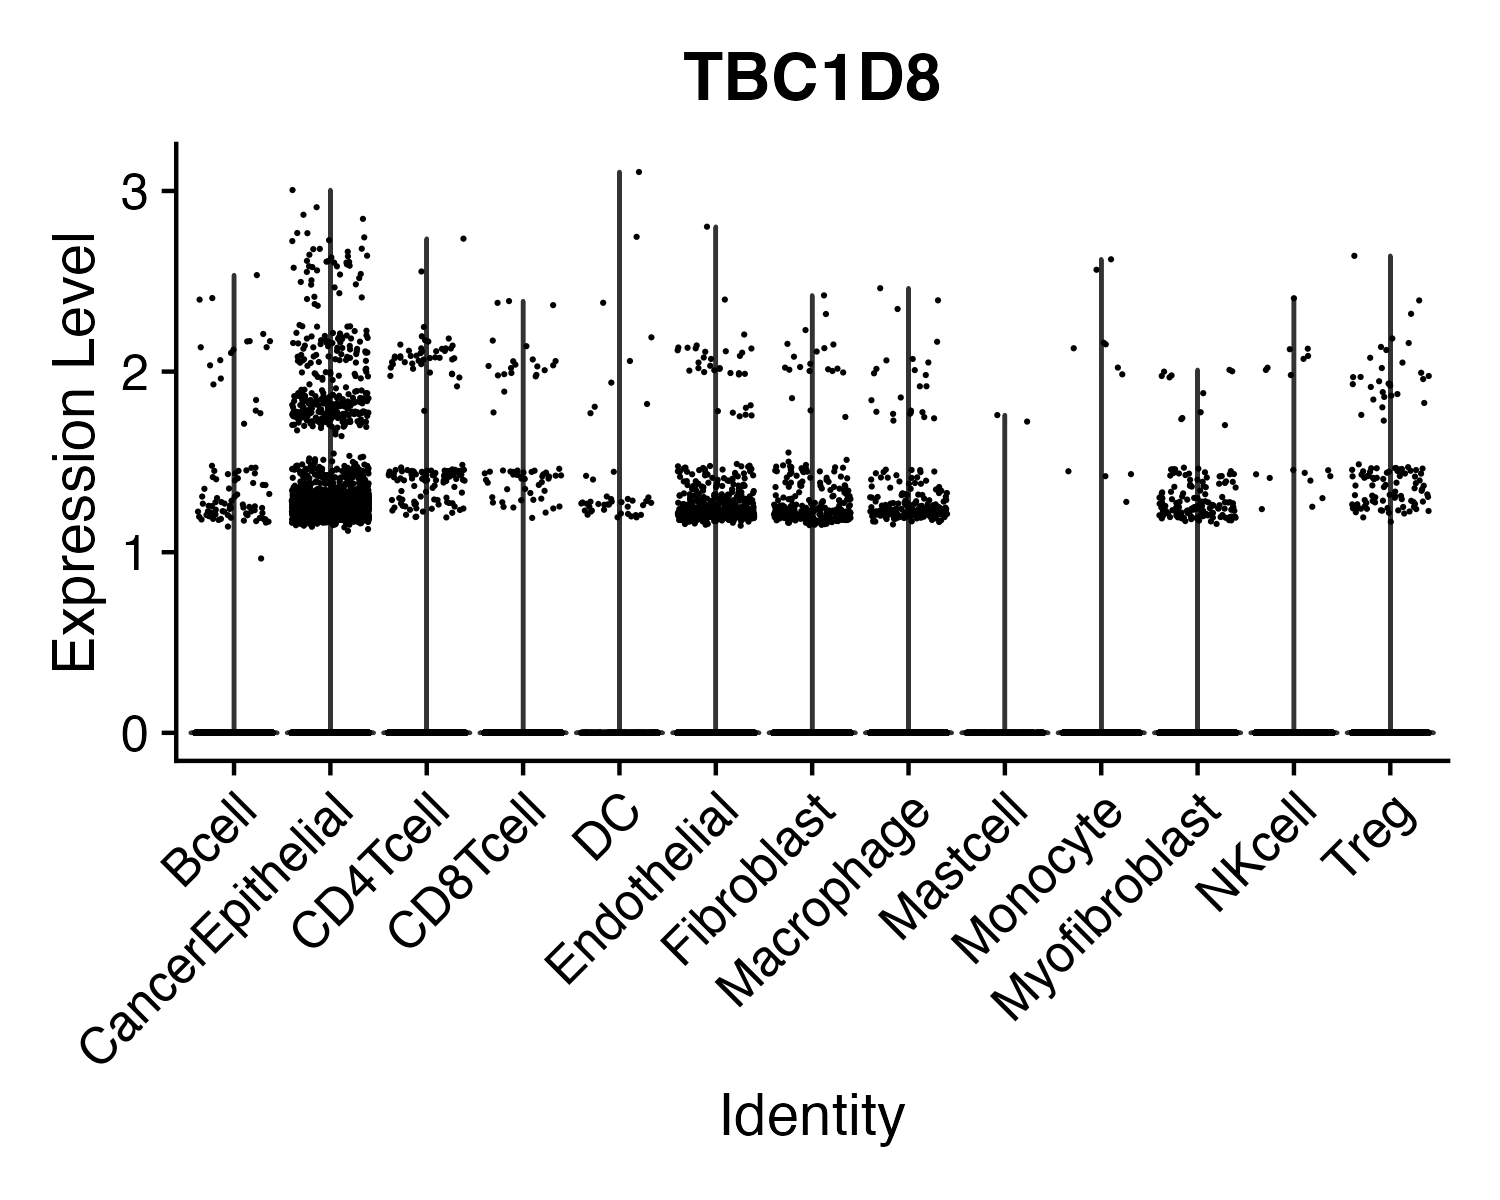 TBC1D8
Expression Level
3
2
1
0
Bcell
CancerEpithelial
CD4Tcell
CD8Tcell
DC
Endothelial
Fibroblast
Macrophage
Mastcell
Monocyte
Myofibroblast
NKcell
Treg
Identity